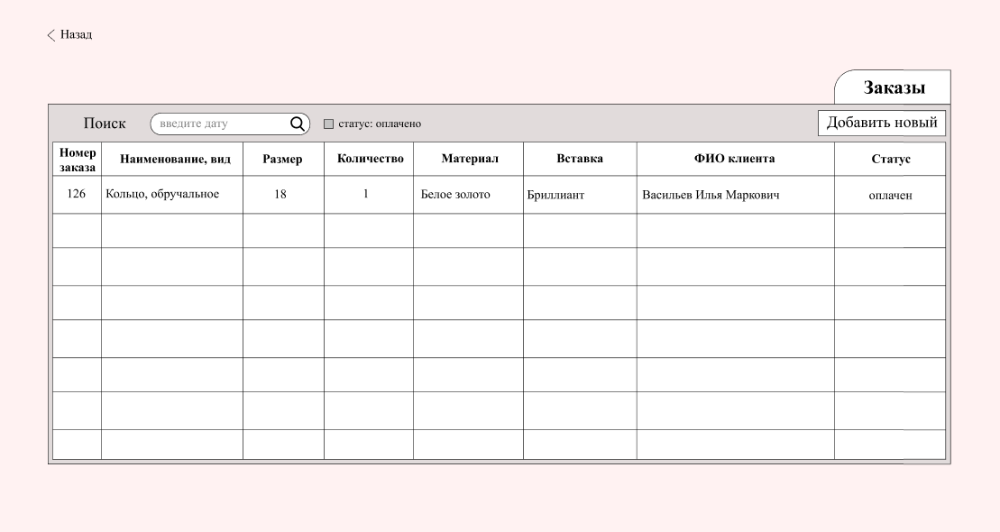 Назад
Заказы
Поиск введите дату статус: оплачено Добавить новый
Номер заказа Наименование, вид Размер Количество Материал Вставка ФИО клиента Статус
126 Кольцо, обручальное 18 1 Белое золото Бриллиант Васильев Илья Маркович оплачен